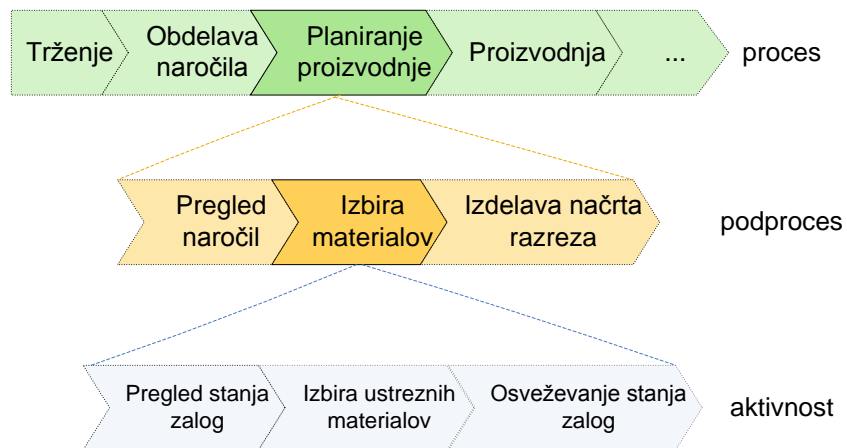 Trženje
Obdelava
naročila
Planiranje
proizvodnje
Proizvodnja
...
proces
Pregled
naročil
Izbira
materialov
Izdelava načrta
razreza
podproces
Pregled stanja
zalog
Izbira ustreznih
materialov
Osveževanje stanja
zalog
aktivnost